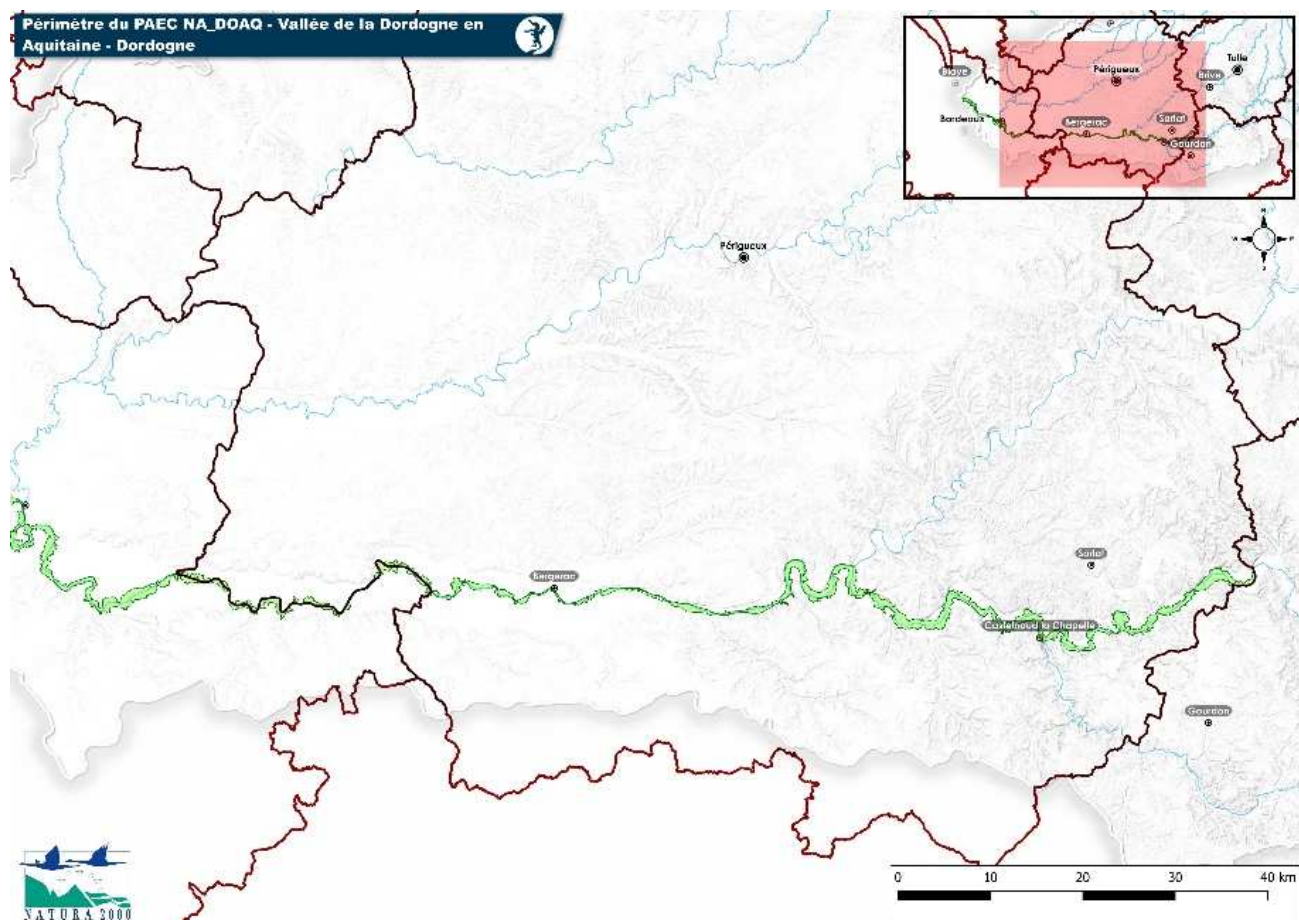 Périmètre du PAEC NA_DOAQ - Vallée de la Dordogne en
Aquitaine - Dordogne
Blaye
Périgueux
Tulle
Brive
Bordeaux
Bergerac
Sarlat
Gourdon
N
Périgueux
Bergerac
Sarlat
Castelnaud la Chapelle
Gourdon
NATURA 2000
0 10 20 30 40 km